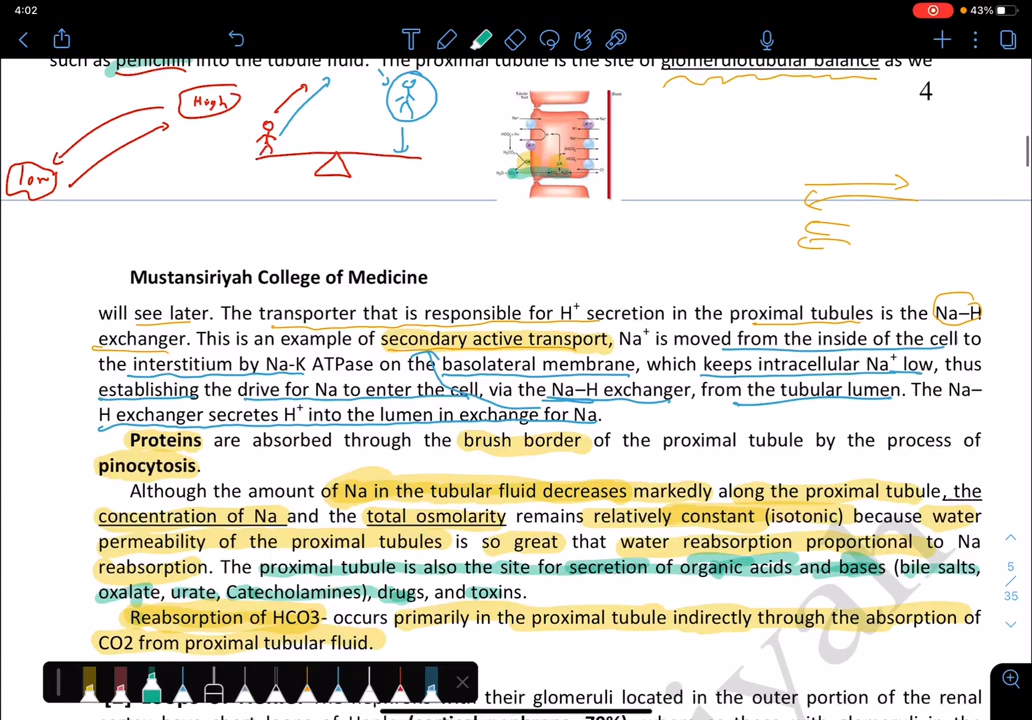 4:02
43%
such as penicillin into the tubule fluid. The proximal tubule is the site of glomerulotubular balance as we
4
High
low
Tubular fluid
Blood
Mustansiriyah College of Medicine
will see later. The transporter that is responsible for H+ secretion in the proximal tubules is the Na–H
exchanger. This is an example of secondary active transport, Na+ is moved from the inside of the cell to
the interstitium by Na-K ATPase on the basolateral membrane, which keeps intracellular Na+ low, thus
establishing the drive for Na to enter the cell, via the Na–H exchanger, from the tubular lumen. The Na–
H exchanger secretes H+ into the lumen in exchange for Na.
Proteins are absorbed through the brush border of the proximal tubule by the process of
pinocytosis.
Although the amount of Na in the tubular fluid decreases markedly along the proximal tubule, the
concentration of Na and the total osmolarity remains relatively constant (isotonic) because water
permeability of the proximal tubules is so great that water reabsorption proportional to Na
reabsorption. The proximal tubule is also the site for secretion of organic acids and bases (bile salts,
oxalate, urate, Catecholamines), drugs, and toxins.
Reabsorption of HCO3- occurs primarily in the proximal tubule indirectly through the absorption of
CO2 from proximal tubular fluid.
5
35
their glomeruli located in the outer portion of the renal